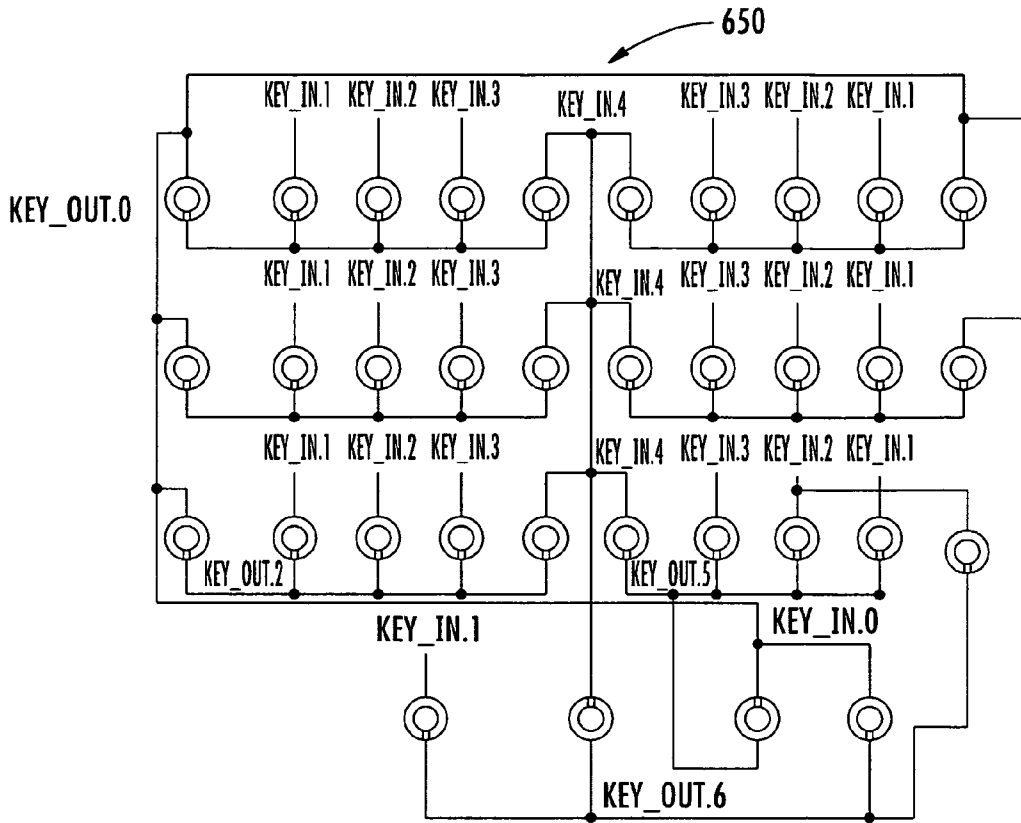 650
KEY_IN.1 KEY_IN.2 KEY_IN.3 KEY_IN.4 KEY_IN.3 KEY_IN.2 KEY_IN.1
KEY_OUT.0
KEY_IN.1 KEY_IN.2 KEY_IN.3 KEY_IN.4 KEY_IN.3 KEY_IN.2 KEY_IN.1
KEY_IN.1 KEY_IN.2 KEY_IN.3 KEY_IN.4 KEY_IN.3 KEY_IN.2 KEY_IN.1
KEY_OUT.2 KEY_OUT.5
KEY_IN.1 KEY_IN.0
KEY_OUT.6